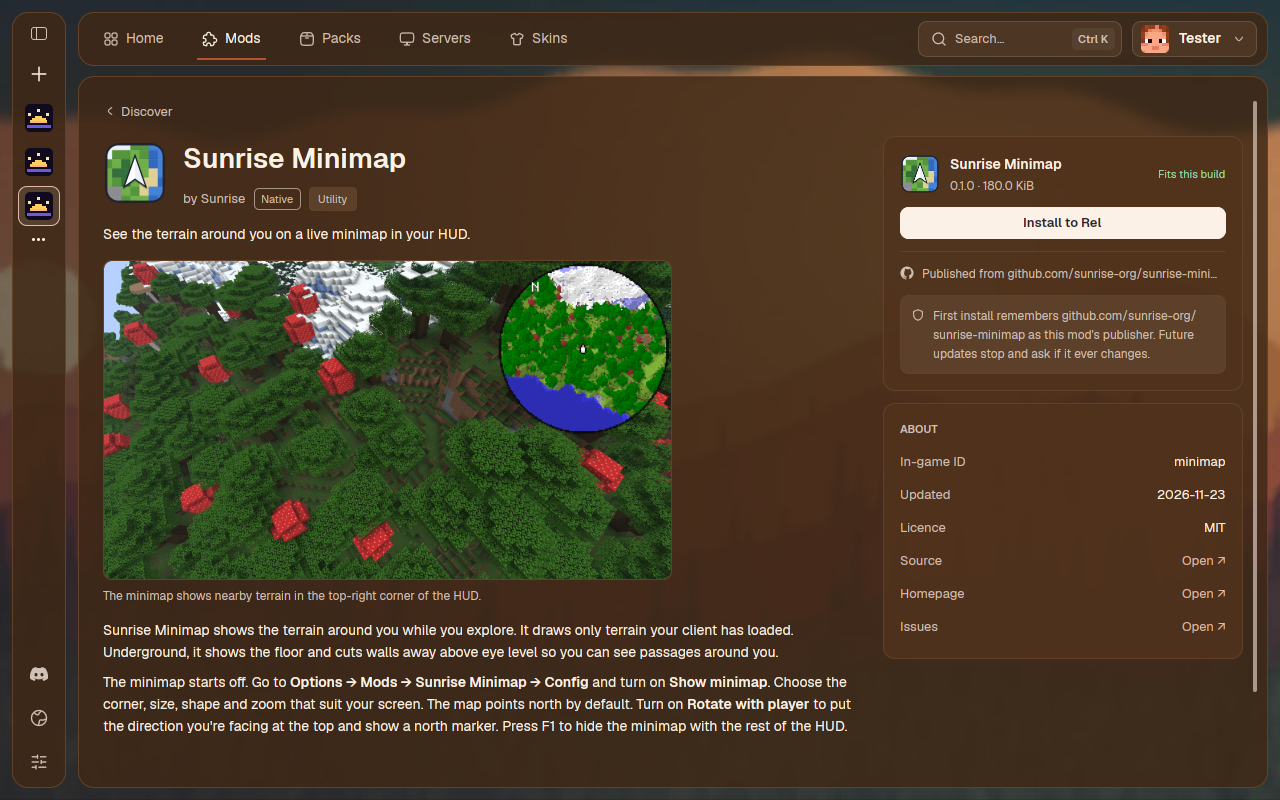 Home
Mods
Packs
Servers
Skins
Search...
Ctrl K
Tester
Discover
Sunrise Minimap
by Sunrise
Native
Utility
See the terrain around you on a live minimap in your HUD.
N
The minimap shows nearby terrain in the top-right corner of the HUD.
Sunrise Minimap shows the terrain around you while you explore. It draws only terrain your client has loaded.
Underground, it shows the floor and cuts walls away above eye level so you can see passages around you.
The minimap starts off. Go to Options → Mods → Sunrise Minimap → Config and turn on Show minimap. Choose the
corner, size, shape and zoom that suit your screen. The map points north by default. Turn on Rotate with player to put
the direction you're facing at the top and show a north marker. Press F1 to hide the minimap with the rest of the HUD.
Sunrise Minimap
0.1.0 · 180.0 KiB
Fits this build
Install to Rel
Published from github.com/sunrise-org/sunrise-mini...
First install remembers github.com/sunrise-org/
sunrise-minimap as this mod's publisher. Future
updates stop and ask if it ever changes.
ABOUT
In-game ID
minimap
Updated
2026-11-23
Licence
MIT
Source
Open ↗
Homepage
Open ↗
Issues
Open ↗